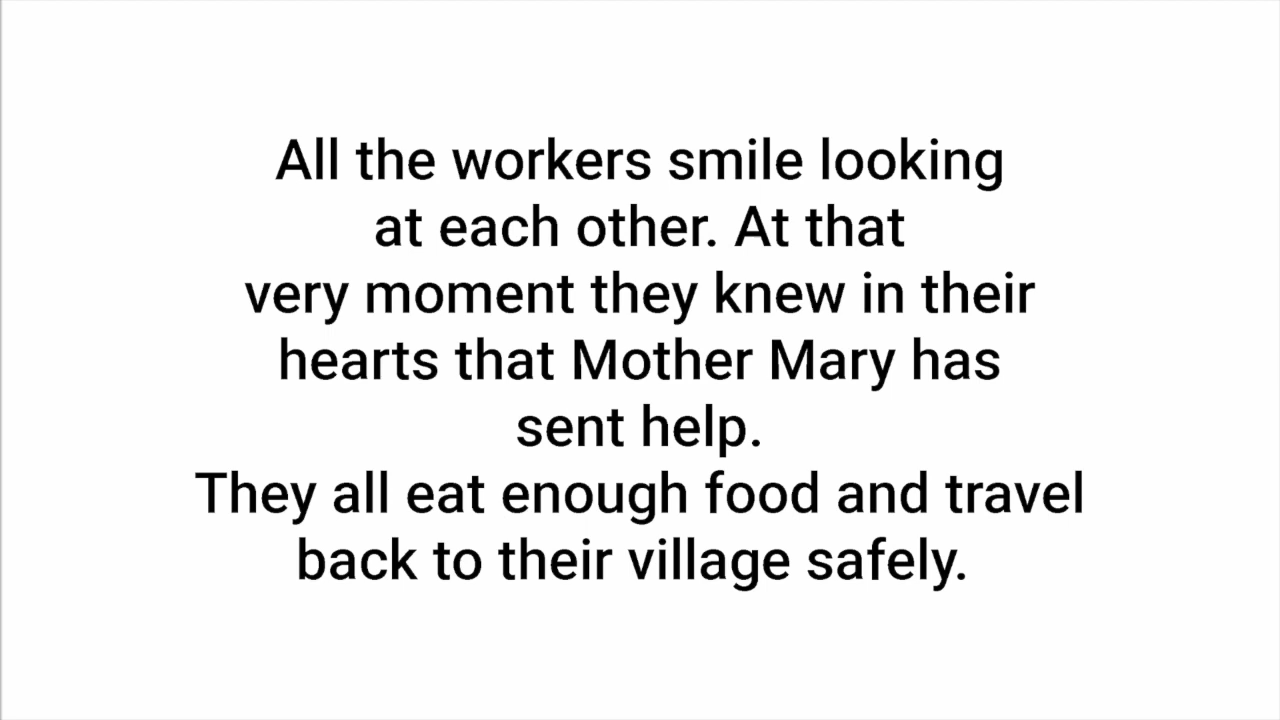 All the workers smile looking
at each other. At that
very moment they knew in their
hearts that Mother Mary has
sent help.
They all eat enough food and travel
back to their village safely.